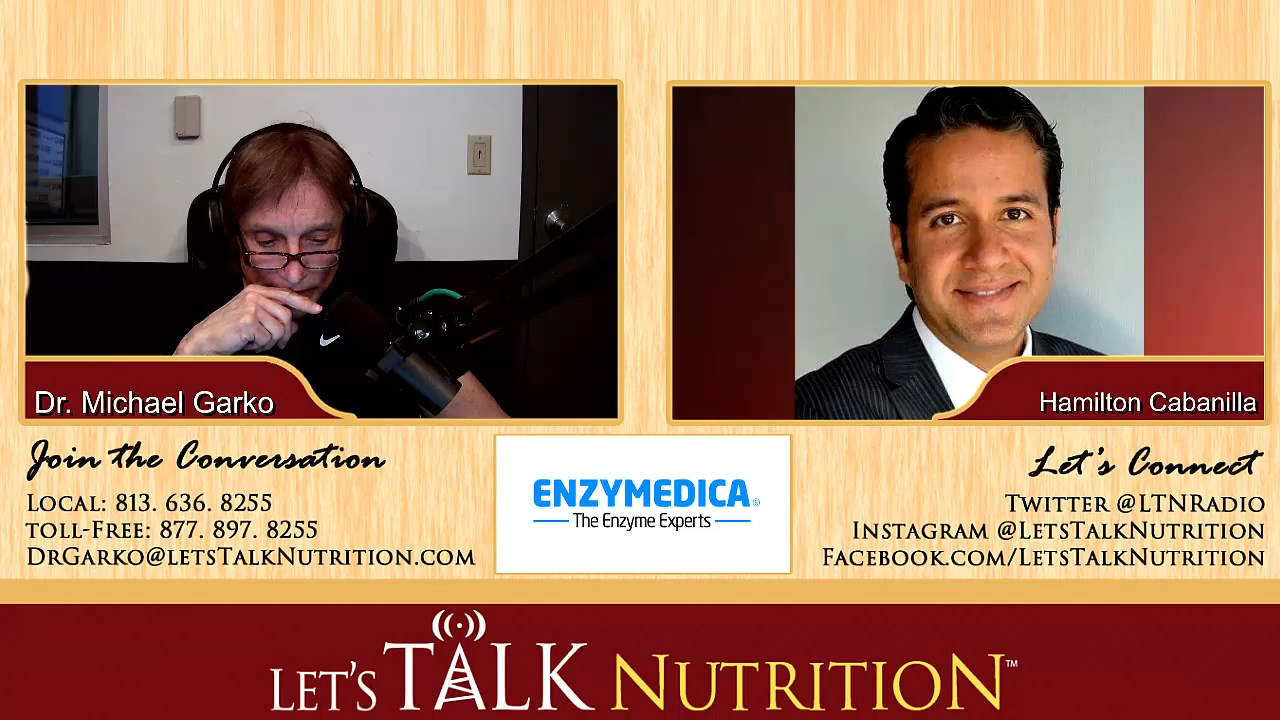 Dr. Michael Garko
Hamilton Cabanilla
Join the Conversation
Local: 813. 636. 8255
toll-Free: 877. 897. 8255
DrGarko@letsTalkNutrition.com
ENZYMEDICA®
The Enzyme Experts
Let's Connect
Twitter @LTNRadio
Instagram @LetsTalkNutrition
Facebook.com/LetsTalkNutrition
Let's Talk Nutrition™